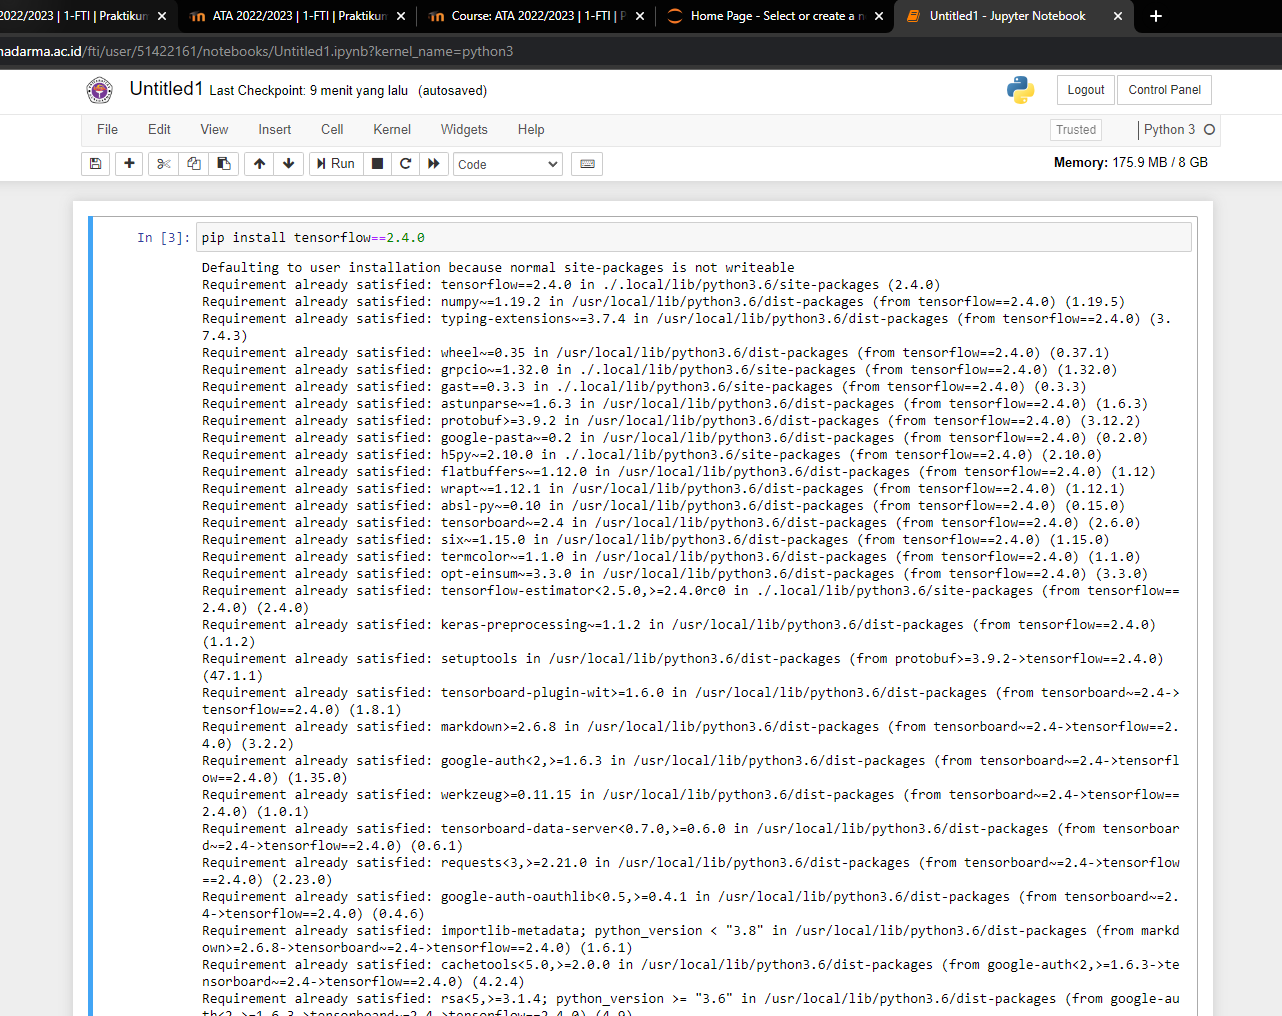 2022/2023 | 1-FTI | Praktikum
ATA 2022/2023 | 1-FTI | Praktikum
Course: ATA 2022/2023 | 1-FTI | P
Home Page - Select or create a n
Untitled1 - Jupyter Notebook
nadarma.ac.id/fti/user/51422161/notebooks/Untitled1.ipynb?kernel_name=python3
Untitled1 Last Checkpoint: 9 menit yang lalu (autosaved)
Logout
Control Panel
File Edit View Insert Cell Kernel Widgets Help
Trusted
Python 3
Run
Code
Memory: 175.9 MB / 8 GB
In [3]: pip install tensorflow==2.4.0
Defaulting to user installation because normal site-packages is not writeable
Requirement already satisfied: tensorflow==2.4.0 in ./.local/lib/python3.6/site-packages (2.4.0)
Requirement already satisfied: numpy~=1.19.2 in /usr/local/lib/python3.6/dist-packages (from tensorflow==2.4.0) (1.19.5)
Requirement already satisfied: typing-extensions~=3.7.4 in /usr/local/lib/python3.6/dist-packages (from tensorflow==2.4.0) (3.
7.4.3)
Requirement already satisfied: wheel~=0.35 in /usr/local/lib/python3.6/dist-packages (from tensorflow==2.4.0) (0.37.1)
Requirement already satisfied: grpcio~=1.32.0 in ./.local/lib/python3.6/site-packages (from tensorflow==2.4.0) (1.32.0)
Requirement already satisfied: gast==0.3.3 in ./.local/lib/python3.6/site-packages (from tensorflow==2.4.0) (0.3.3)
Requirement already satisfied: astunparse~=1.6.3 in /usr/local/lib/python3.6/dist-packages (from tensorflow==2.4.0) (1.6.3)
Requirement already satisfied: protobuf>=3.9.2 in /usr/local/lib/python3.6/dist-packages (from tensorflow==2.4.0) (3.12.2)
Requirement already satisfied: google-pasta~=0.2 in /usr/local/lib/python3.6/dist-packages (from tensorflow==2.4.0) (0.2.0)
Requirement already satisfied: h5py~=2.10.0 in ./.local/lib/python3.6/site-packages (from tensorflow==2.4.0) (2.10.0)
Requirement already satisfied: flatbuffers~=1.12.0 in /usr/local/lib/python3.6/dist-packages (from tensorflow==2.4.0) (1.12)
Requirement already satisfied: wrapt~=1.12.1 in /usr/local/lib/python3.6/dist-packages (from tensorflow==2.4.0) (1.12.1)
Requirement already satisfied: absl-py~=0.10 in /usr/local/lib/python3.6/dist-packages (from tensorflow==2.4.0) (0.15.0)
Requirement already satisfied: tensorboard~=2.4 in /usr/local/lib/python3.6/dist-packages (from tensorflow==2.4.0) (2.6.0)
Requirement already satisfied: six~=1.15.0 in /usr/local/lib/python3.6/dist-packages (from tensorflow==2.4.0) (1.15.0)
Requirement already satisfied: termcolor~=1.1.0 in /usr/local/lib/python3.6/dist-packages (from tensorflow==2.4.0) (1.1.0)
Requirement already satisfied: opt-einsum~=3.3.0 in /usr/local/lib/python3.6/dist-packages (from tensorflow==2.4.0) (3.3.0)
Requirement already satisfied: tensorflow-estimator<2.5.0,>=2.4.0rc0 in ./.local/lib/python3.6/site-packages (from tensorflow==
2.4.0) (2.4.0)
Requirement already satisfied: keras-preprocessing~=1.1.2 in /usr/local/lib/python3.6/dist-packages (from tensorflow==2.4.0)
(1.1.2)
Requirement already satisfied: setuptools in /usr/local/lib/python3.6/dist-packages (from protobuf>=3.9.2->tensorflow==2.4.0)
(47.1.1)
Requirement already satisfied: tensorboard-plugin-wit>=1.6.0 in /usr/local/lib/python3.6/dist-packages (from tensorboard~=2.4->
tensorflow==2.4.0) (1.8.1)
Requirement already satisfied: markdown>=2.6.8 in /usr/local/lib/python3.6/dist-packages (from tensorboard~=2.4->tensorflow==2.
4.0) (3.2.2)
Requirement already satisfied: google-auth<2,>=1.6.3 in /usr/local/lib/python3.6/dist-packages (from tensorboard~=2.4->tensorfl
ow==2.4.0) (1.35.0)
Requirement already satisfied: werkzeug>=0.11.15 in /usr/local/lib/python3.6/dist-packages (from tensorboard~=2.4->tensorflow==
2.4.0) (1.0.1)
Requirement already satisfied: tensorboard-data-server<0.7.0,>=0.6.0 in /usr/local/lib/python3.6/dist-packages (from tensorboar
d~=2.4->tensorflow==2.4.0) (0.6.1)
Requirement already satisfied: requests<3,>=2.21.0 in /usr/local/lib/python3.6/dist-packages (from tensorboard~=2.4->tensorflow
==2.4.0) (2.23.0)
Requirement already satisfied: google-auth-oauthlib<0.5,>=0.4.1 in /usr/local/lib/python3.6/dist-packages (from tensorboard~=2.
4->tensorflow==2.4.0) (0.4.6)
Requirement already satisfied: importlib-metadata; python_version < "3.8" in /usr/local/lib/python3.6/dist-packages (from markd
own>=2.6.8->tensorboard~=2.4->tensorflow==2.4.0) (1.6.1)
Requirement already satisfied: cachetools<5.0,>=2.0.0 in /usr/local/lib/python3.6/dist-packages (from google-auth<2,>=1.6.3->te
nsorboard~=2.4->tensorflow==2.4.0) (4.2.4)
Requirement already satisfied: rsa<5,>=3.1.4; python_version >= "3.6" in /usr/local/lib/python3.6/dist-packages (from google-au
th<2,>=1.6.3->tensorboard~=2.4->tensorflow==2.4.0) (4.9)